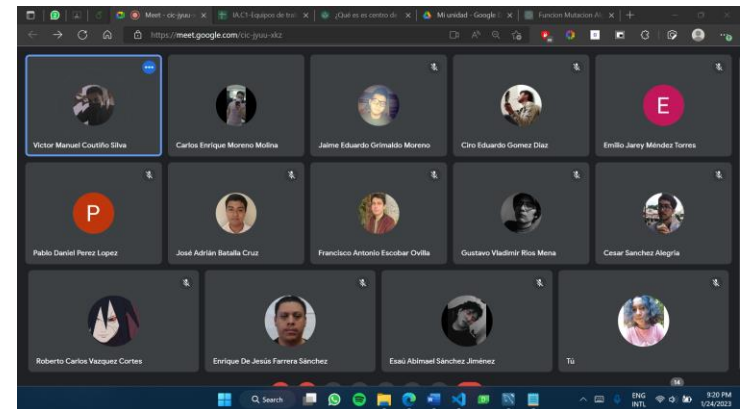 Meet - cic-jyuu-x
IA.C1-Equipos de tra
¿Qué es es centro de
Mi unidad - Google
Funcion Mutacion
https://meet.google.com/cic-jyuu-xkz
Victor Manuel Coutiño Silva
Carlos Enrique Moreno Molina
Jaime Eduardo Grimaldo Moreno
Ciro Eduardo Gomez Diaz
E
Emilio Jarey Méndez Torres
P
Pablo Daniel Perez Lopez
José Adrián Batalla Cruz
Francisco Antonio Escobar Ovilla
Gustavo Vladimir Rios Mena
Cesar Sanchez Alegria
Roberto Carlos Vazquez Cortes
Enrique De Jesús Farrera Sánchez
Esaú Abimael Sánchez Jiménez
Tú
14
Search
ENG
INTL
9:20 PM
1/24/2023